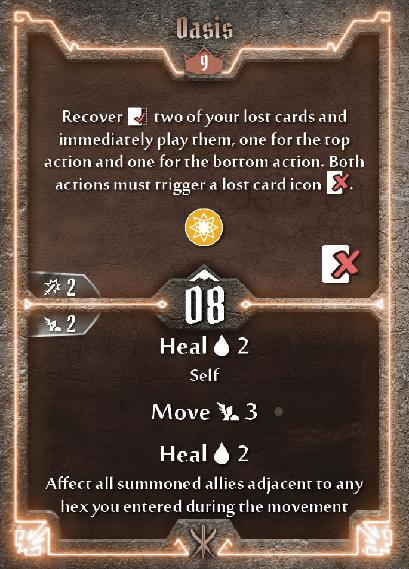 Oasis
9
Recover two of your lost cards and
immediately play them, one for the top
action and one for the bottom action. Both
actions must trigger a lost card icon .
2
08
2
Heal 2
Self
Move 3
Heal 2
Affect all summoned allies adjacent to any
hex you entered during the movement